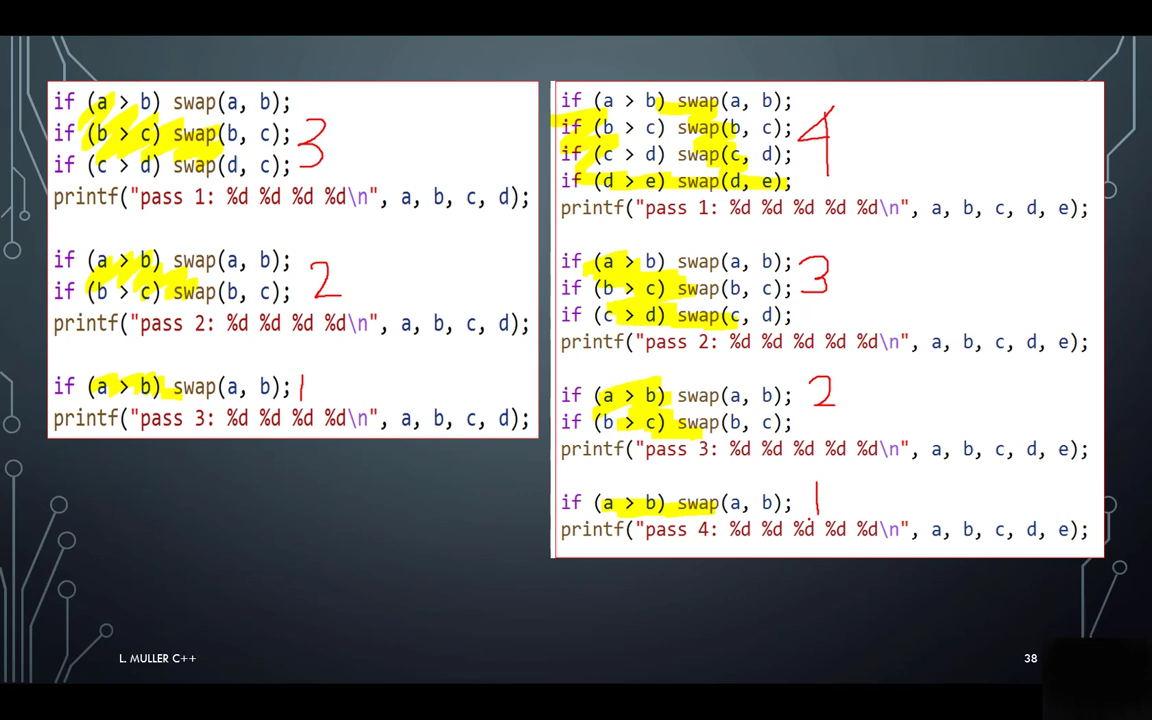 if (a > b) swap(a, b);
if (b > c) swap(b, c);
if (c > d) swap(d, c);
3
printf("pass 1: %d %d %d %d\n", a, b, c, d);
if (a > b) swap(a, b);
if (b > c) swap(b, c);
2
printf("pass 2: %d %d %d %d\n", a, b, c, d);
if (a > b) swap(a, b);
1
printf("pass 3: %d %d %d %d\n", a, b, c, d);
if (a > b) swap(a, b);
if (b > c) swap(b, c);
if (c > d) swap(c, d);
if (d > e) swap(d, e);
4
printf("pass 1: %d %d %d %d %d\n", a, b, c, d, e);
if (a > b) swap(a, b);
if (b > c) swap(b, c);
if (c > d) swap(c, d);
3
printf("pass 2: %d %d %d %d %d\n", a, b, c, d, e);
if (a > b) swap(a, b);
if (b > c) swap(b, c);
2
printf("pass 3: %d %d %d %d %d\n", a, b, c, d, e);
if (a > b) swap(a, b);
1
printf("pass 4: %d %d %d %d %d\n", a, b, c, d, e);
L. MULLER C++
38